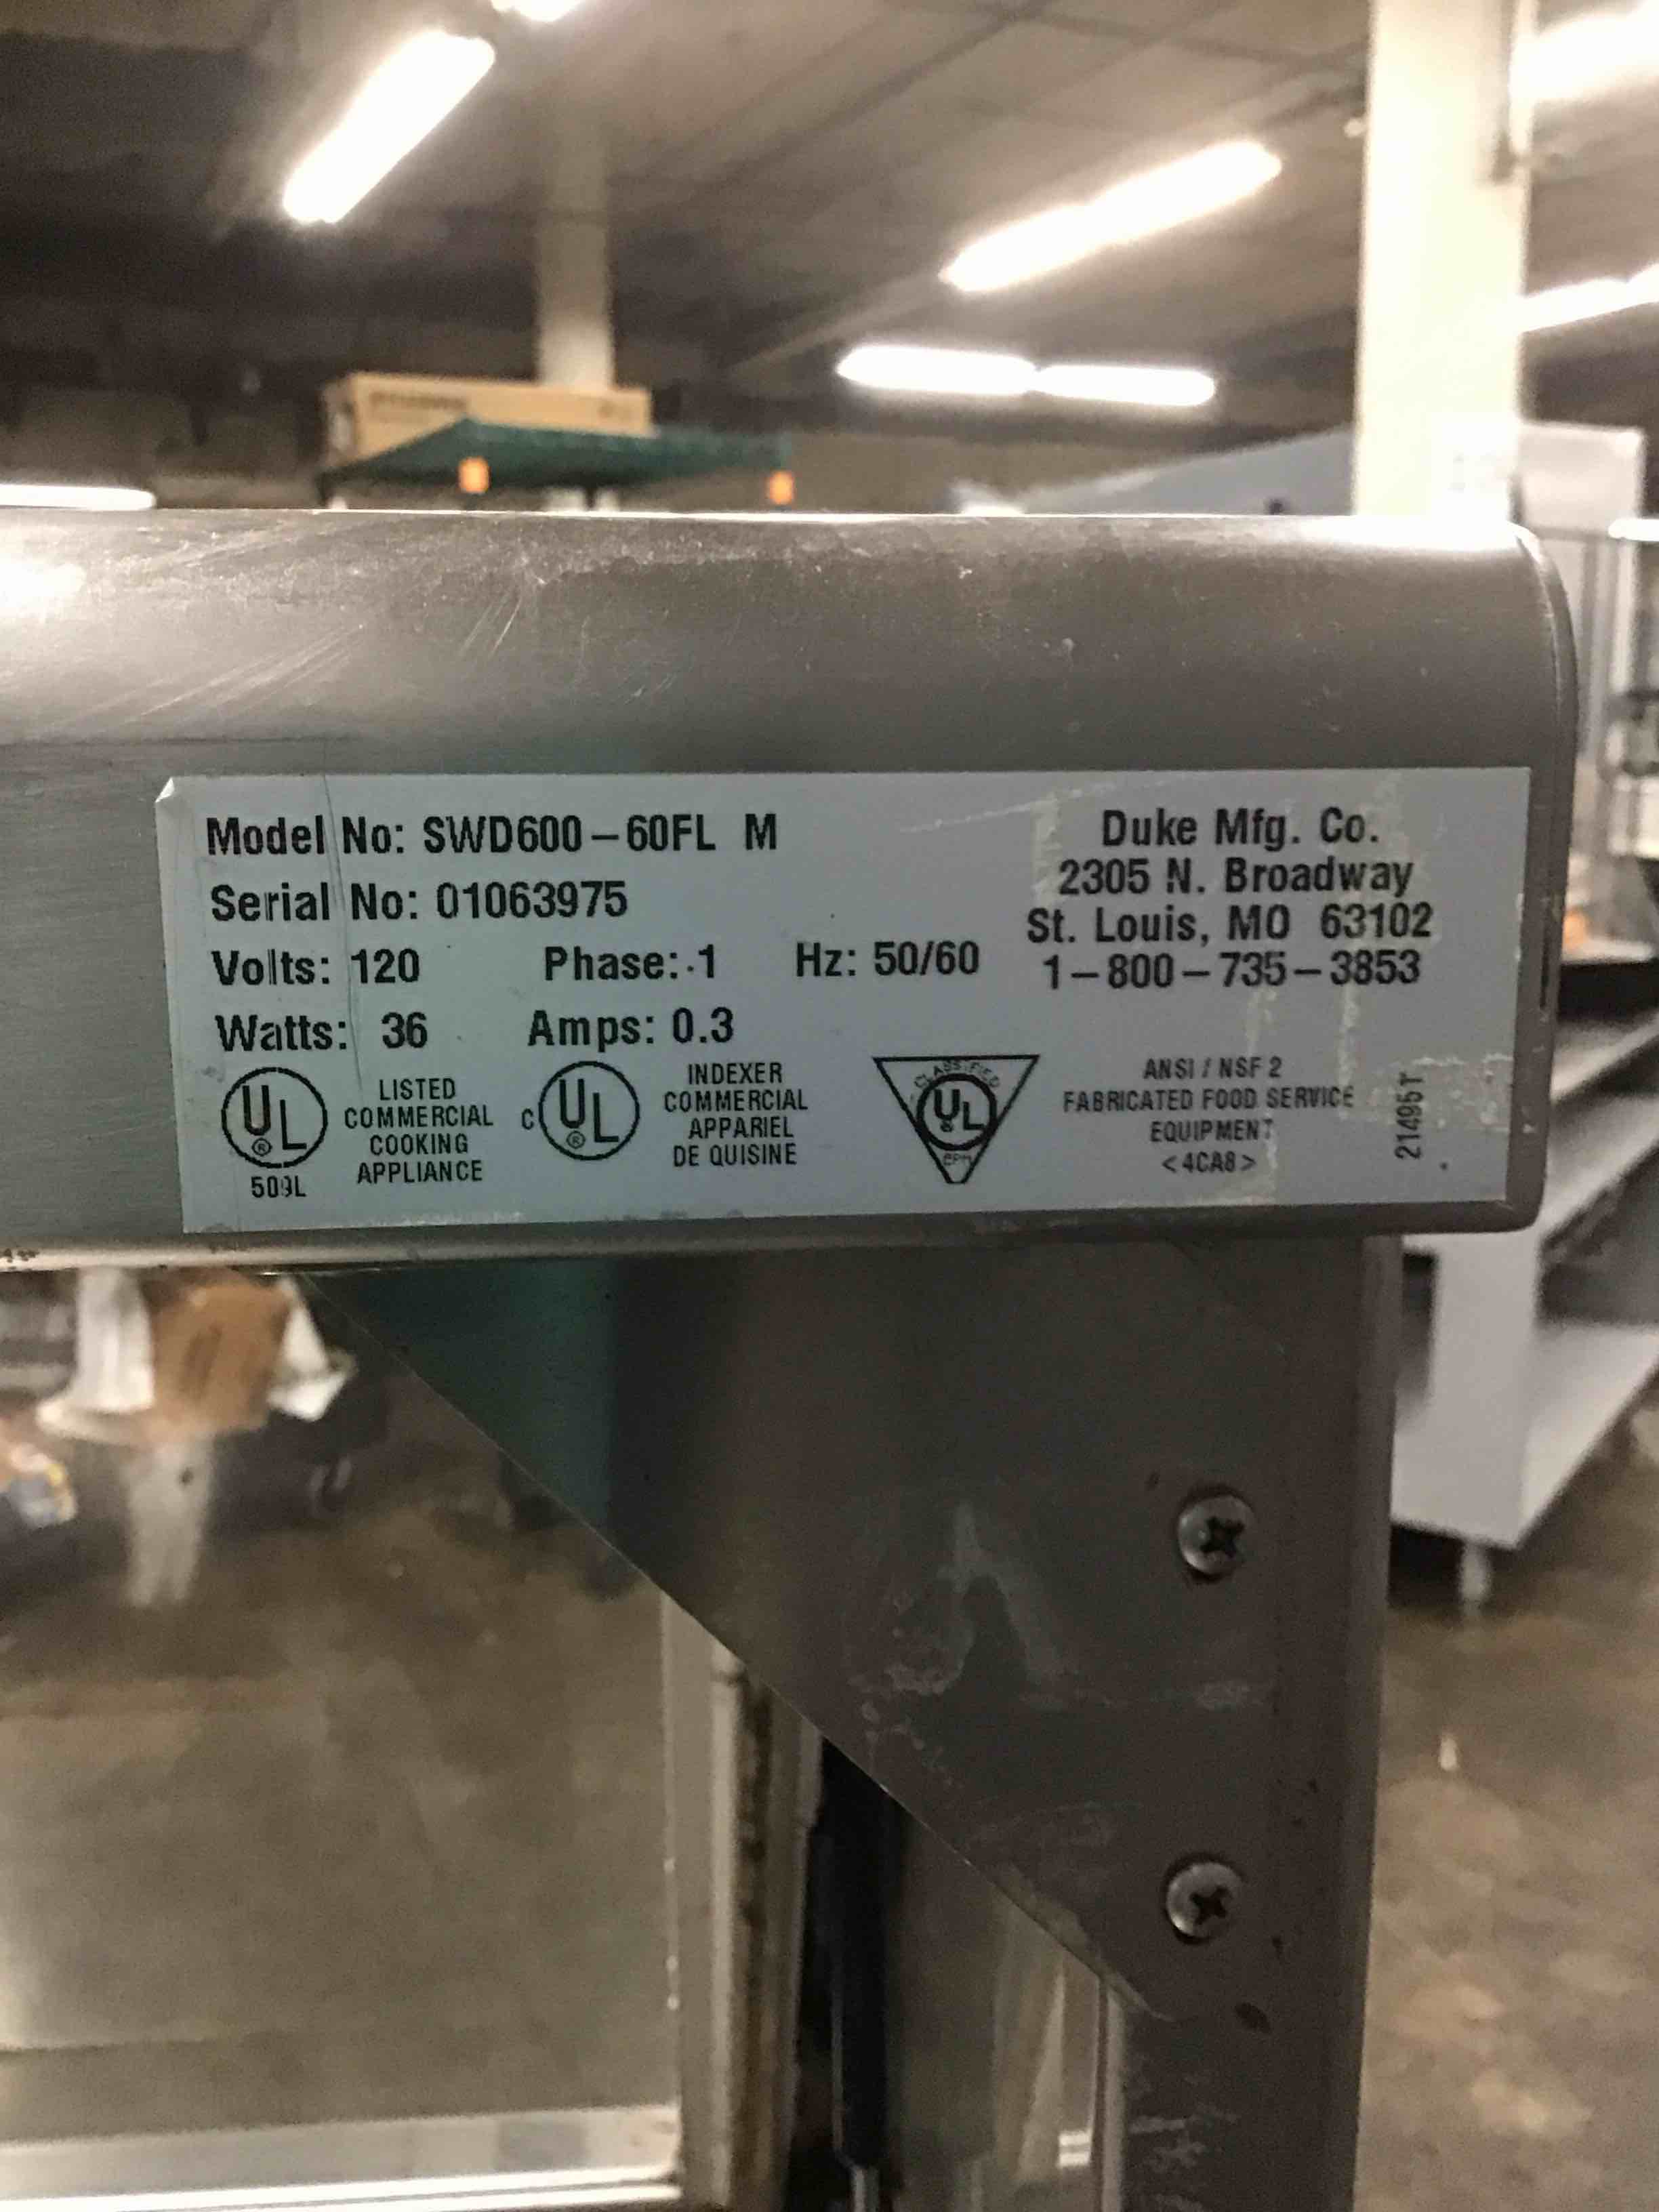 Model No: SWD600-60FL M
Serial No: 01063975
Volts: 120 Phase: 1 Hz: 50/60
Watts: 36 Amps: 0.3
Duke Mfg. Co.
2305 N. Broadway
St. Louis, MO 63102
1-800-735-3853
UL
®
509L
LISTED
COMMERCIAL
COOKING
APPLIANCE
C UL
®
INDEXER
COMMERCIAL
APPARIEL
DE QUISINE
CLASSIFIED
UL
®
EPH
ANSI / NSF 2
FABRICATED FOOD SERVICE
EQUIPMENT
<4CA8>
21495T